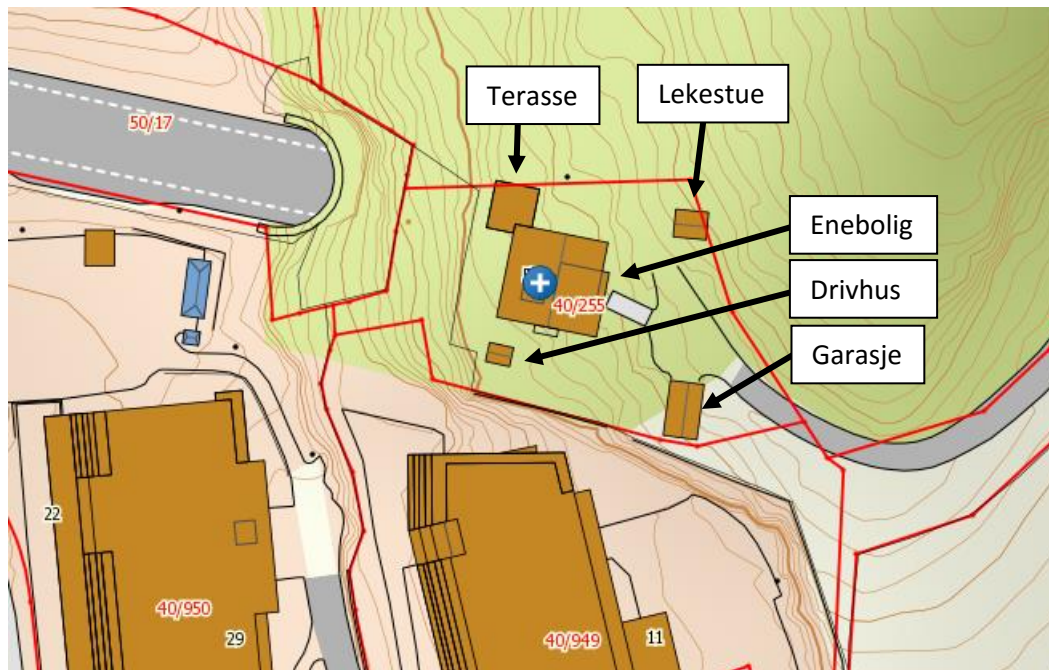 Terasse
Lekestue
50/17
Enebolig
Drivhus
40/255
Garasje
22
40/950
29
40/949
11